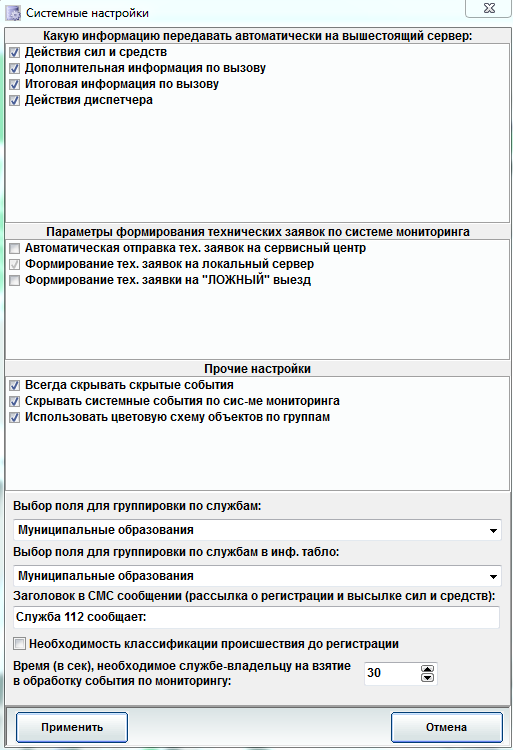 Системные настройки
Какую информацию передавать автоматически на вышестоящий сервер:
Действия сил и средств
Дополнительная информация по вызову
Итоговая информация по вызову
Действия диспетчера
Параметры формирования технических заявок по системе мониторинга
Автоматическая отправка тех. заявок на сервисный центр
Формирование тех. заявок на локальный сервер
Формирование тех. заявки на "ЛОЖНЫЙ" выезд
Прочие настройки
Всегда скрывать скрытые события
Скрывать системные события по сис-ме мониторинга
Использовать цветовую схему объектов по группам
Выбор поля для группировки по службам:
Муниципальные образования
Выбор поля для группировки по службам в инф. табло:
Муниципальные образования
Заголовок в СМС сообщении (рассылка о регистрации и высылке сил и средств):
Служба 112 сообщает:
Необходимость классификации происшествия до регистрации
Время (в сек), необходимое службе-владельцу на взятие
в обработку события по мониторингу:
30
Применить
Отмена